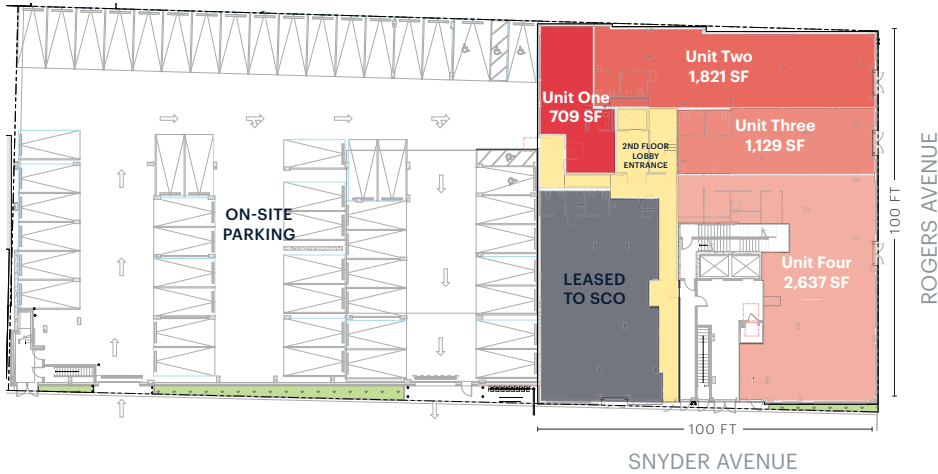 Unit One
709 SF
Unit Two
1,821 SF
Unit Three
1,129 SF
2ND FLOOR
LOBBY
ENTRANCE
ON-SITE
PARKING
LEASED
TO SCO
Unit Four
2,637 SF
100 FT
ROGERS AVENUE
100 FT
SNYDER AVENUE